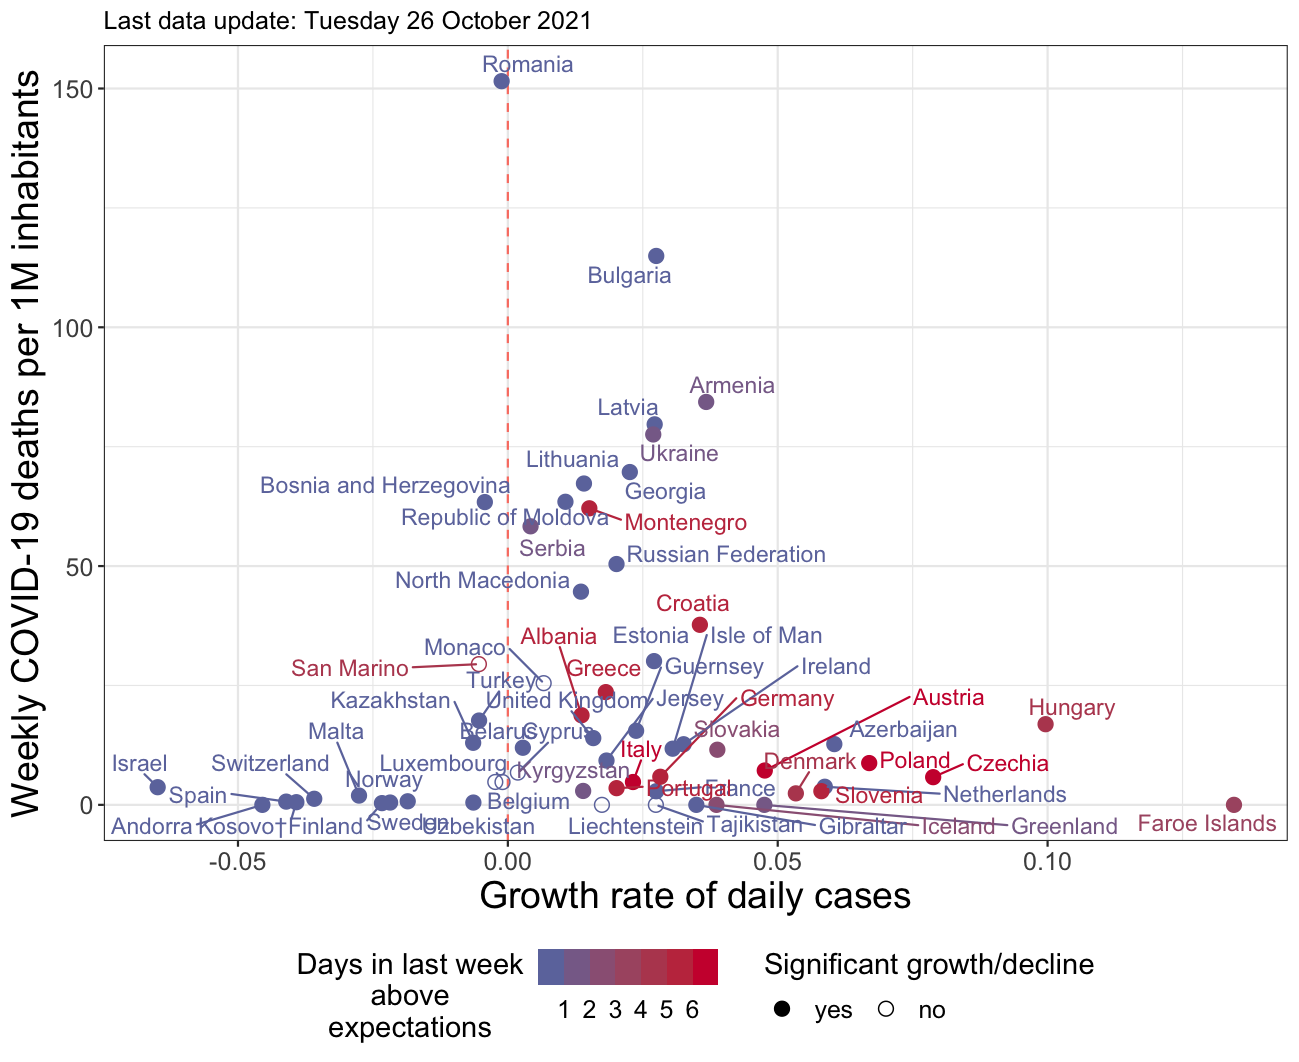 Last data update: Tuesday 26 October 2021
Weekly COVID-19 deaths per 1M inhabitants
150
100
50
0
Romania
Bulgaria
Armenia
Latvia
Ukraine
Lithuania
Georgia
Bosnia and Herzegovina
Republic of Moldova
Montenegro
Serbia
Russian Federation
North Macedonia
Croatia
Albania
Estonia
Isle of Man
Monaco
San Marino
Greece
Guernsey
Ireland
Turkey
Kazakhstan
United Kingdom
Jersey
Germany
Austria
Hungary
Malta
Belarus
Cyprus
Slovakia
Azerbaijan
Italy
Israel
Switzerland
Luxembourg
Kyrgyzstan
Denmark
Poland
Czechia
Norway
Spain
Belgium
Portugal
France
Slovenia
Netherlands
Andorra
Kosovo†
Finland
Sweden
Uzbekistan
Liechtenstein
Tajikistan
Gibraltar
Iceland
Greenland
Faroe Islands
-0.05
0.00
0.05
0.10
Growth rate of daily cases
Days in last week
above
expectations
1 2 3 4 5 6
Significant growth/decline
yes
no